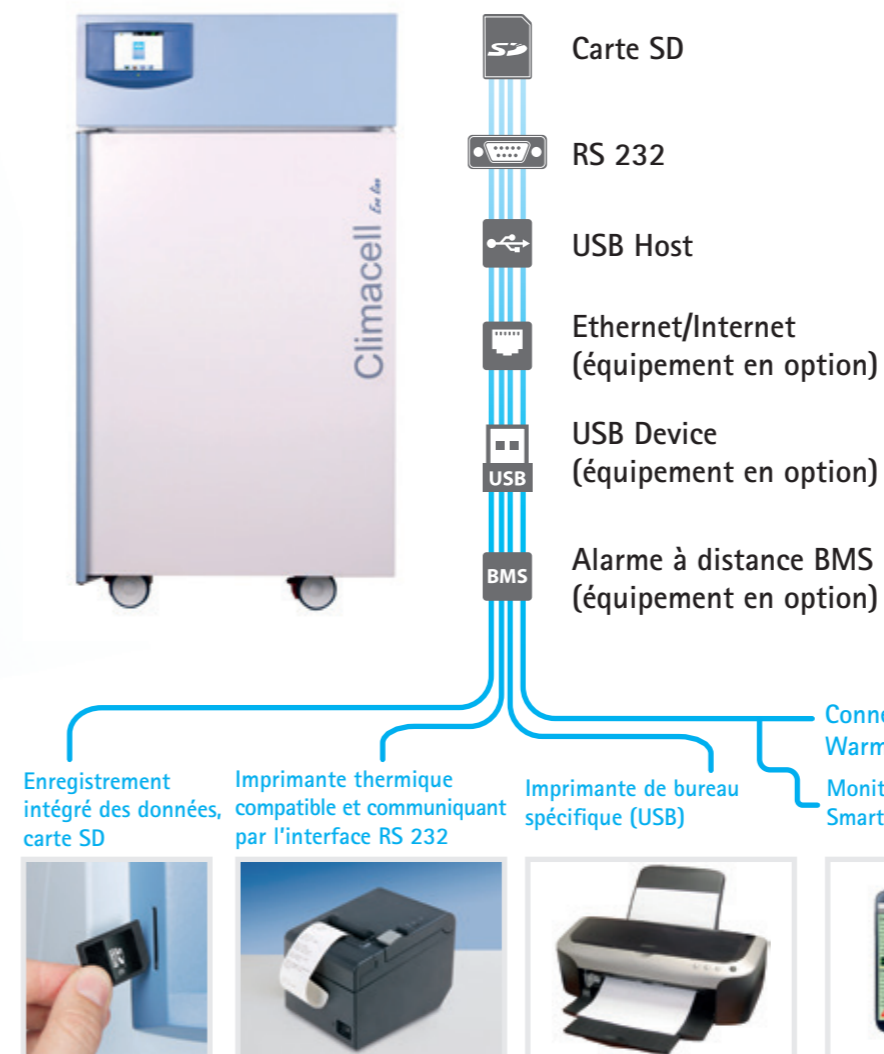 Climacell
Evo line
Carte SD
RS 232
USB Host
Ethernet/Internet
(équipement en option)
USB Device
(équipement en option)
USB
Alarme à distance BMS
(équipement en option)
BMS
Enregistrement
intégré des données,
carte SD
Imprimante thermique
compatible et communiquant
par l'interface RS 232
Imprimante de bureau
spécifique (USB)